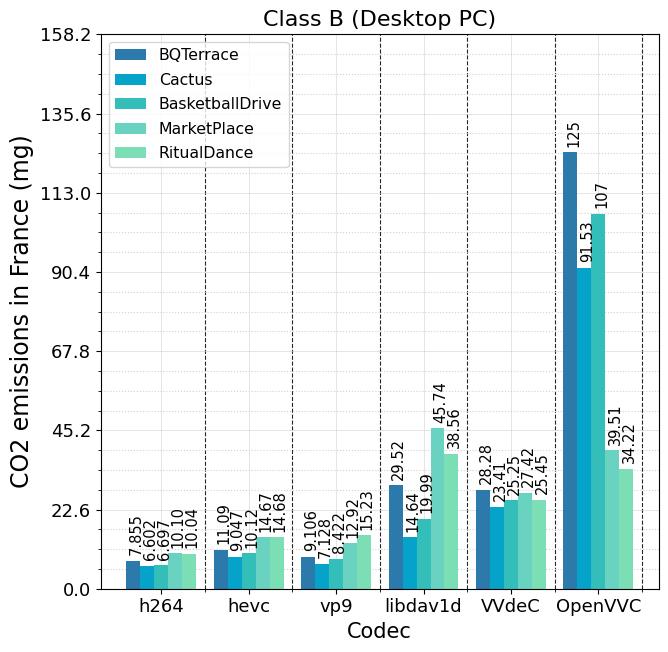 Class B (Desktop PC)
158.2
135.6
113.0
90.4
67.8
45.2
22.6
0.0
CO2 emissions in France (mg)
BQTerrace
Cactus
BasketballDrive
MarketPlace
RitualDance
7.855
6.602
6.697
10.10
10.04
11.09
9.047
10.12
14.67
14.68
9.106
7.128
8.422
12.92
15.23
29.52
14.64
19.99
45.74
38.56
28.28
23.41
25.25
27.42
25.45
125
91.53
107
39.51
34.22
h264
hevc
vp9
libdav1d
VVdeC
OpenVVC
Codec